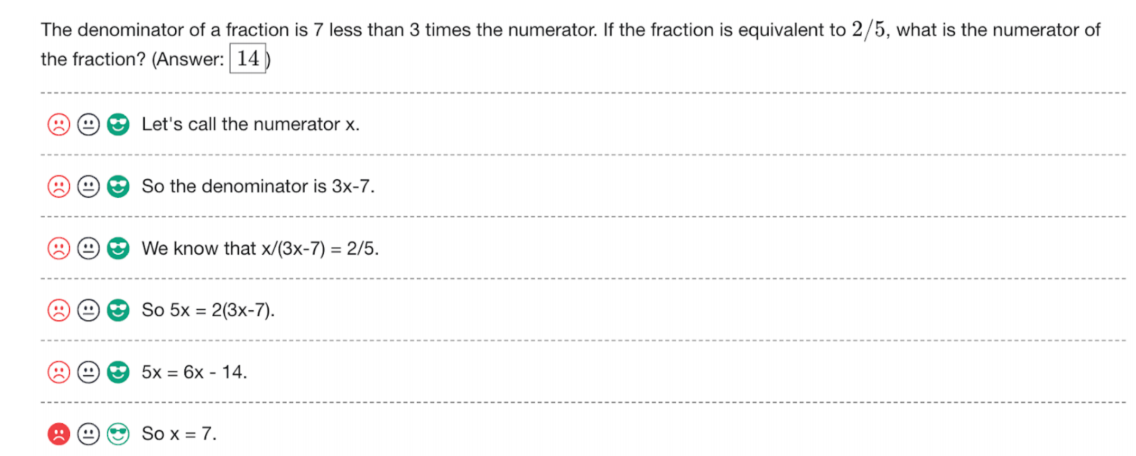 The denominator of a fraction is 7 less than 3 times the numerator. If the fraction is equivalent to 2/5, what is the numerator of
the fraction? (Answer: 14)
Let's call the numerator x.
So the denominator is 3x-7.
We know that x/(3x-7) = 2/5.
So 5x = 2(3x-7).
5x = 6x - 14.
So x = 7.